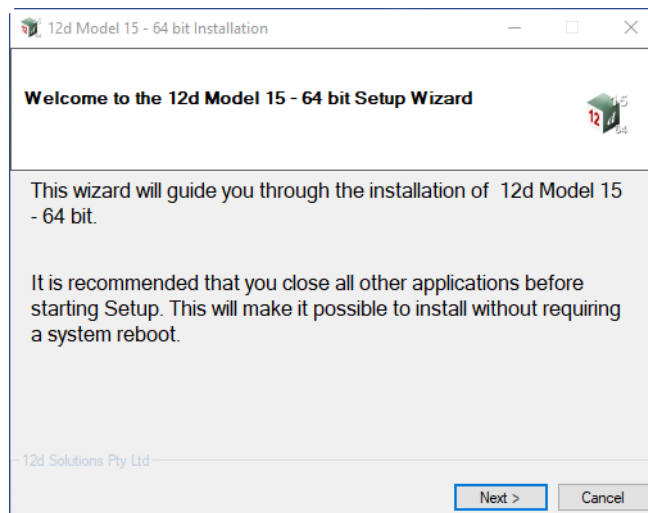 12d Model 15 - 64 bit Installation
Welcome to the 12d Model 15 - 64 bit Setup Wizard
15
12 d
64
This wizard will guide you through the installation of  12d Model 15
- 64 bit.
It is recommended that you close all other applications before
starting Setup. This will make it possible to install without requiring
a system reboot.
12d Solutions Pty Ltd
Next >
Cancel